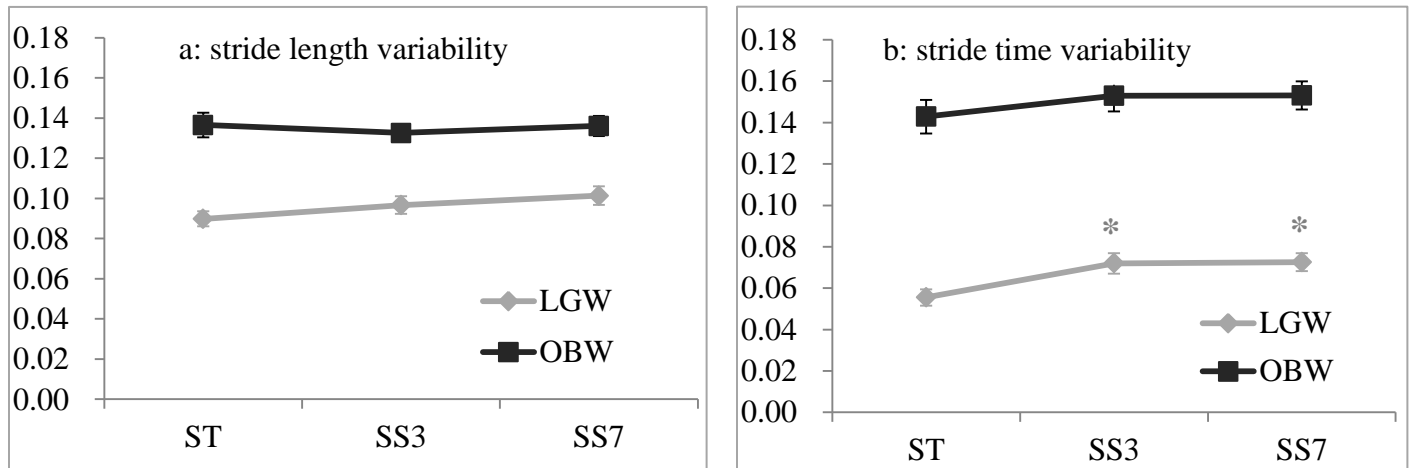 a: stride length variability
0.18
0.16
0.14
0.12
0.10
0.08
0.06
0.04
0.02
0.00
LGW
OBW
ST SS3 SS7
b: stride time variability
0.18
0.16
0.14
0.12
0.10
0.08
0.06
0.04
0.02
0.00
* *
LGW
OBW
ST SS3 SS7